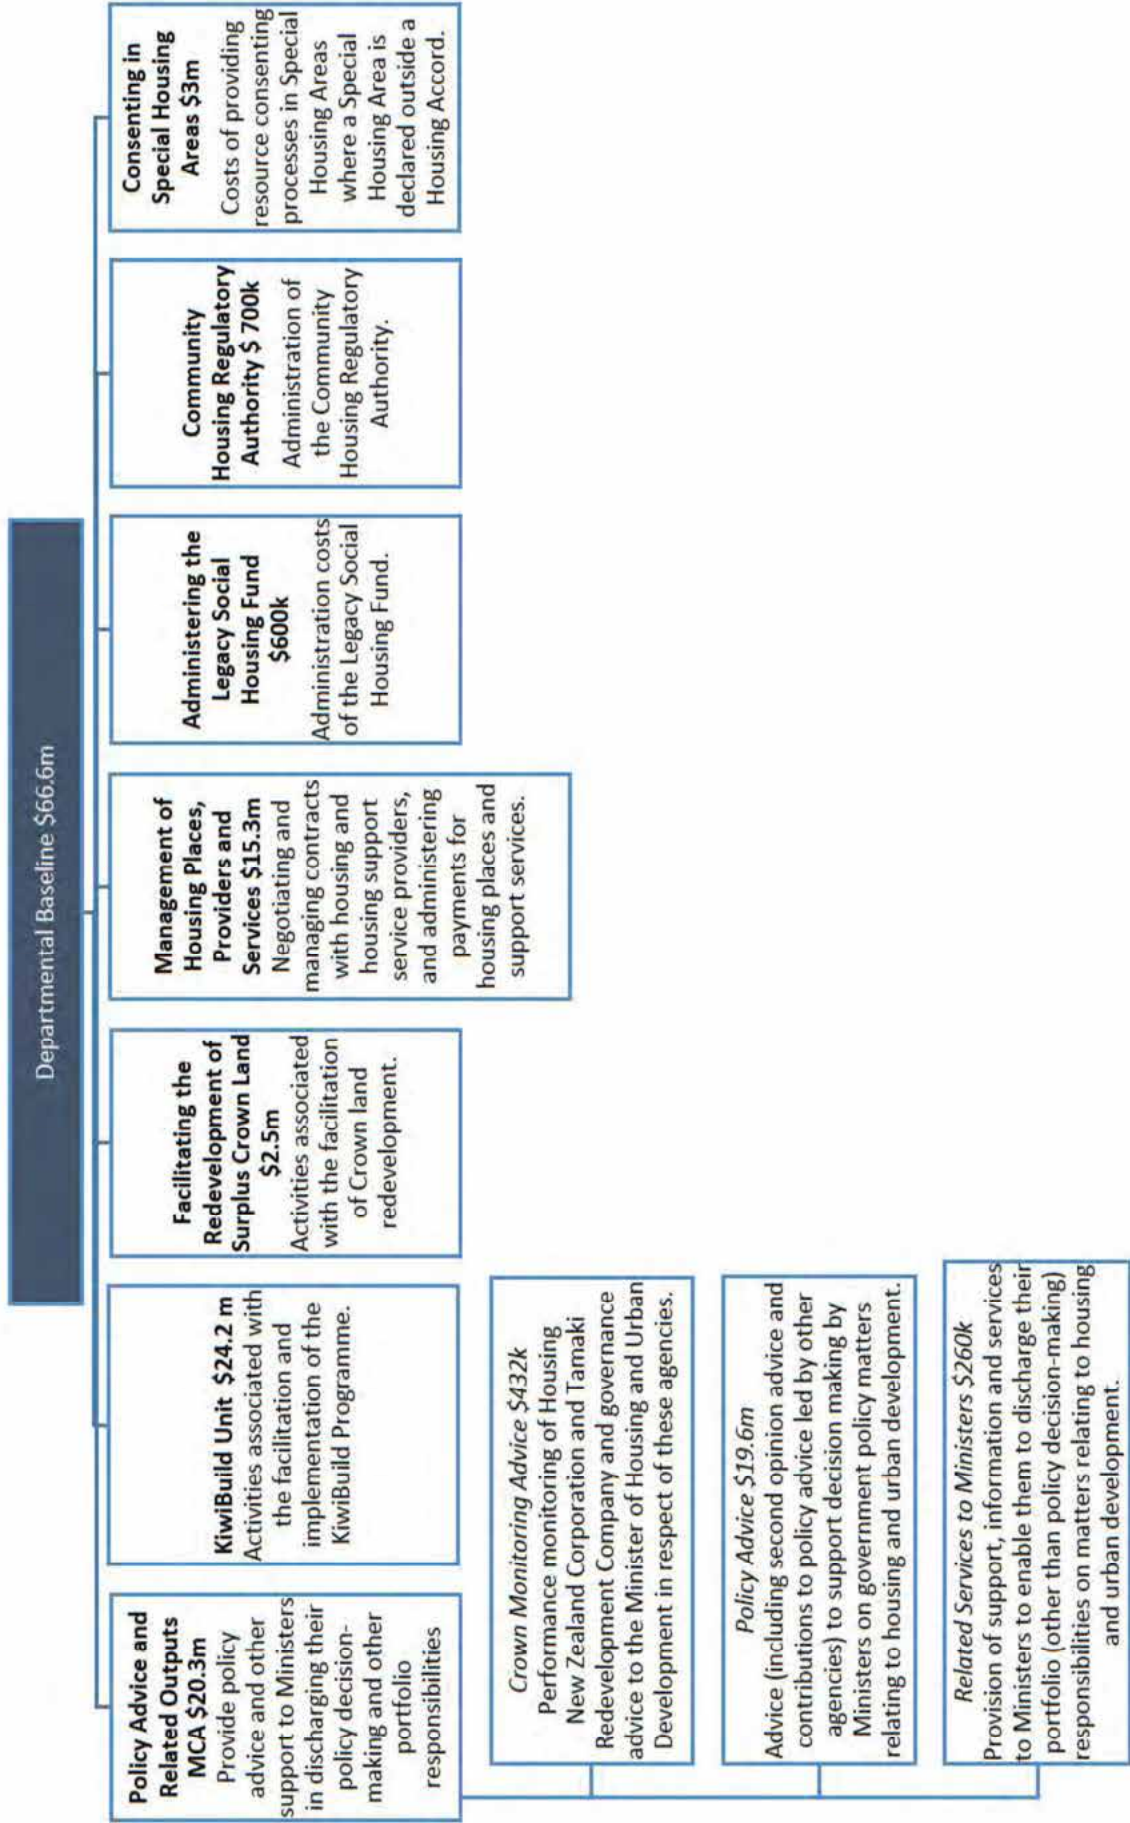 Departmental Baseline $66.6m
Policy Advice and
Related Outputs
MCA $20.3m
Provide policy
advice and other
support to Ministers
in discharging their
policy decision-
making and other
portfolio
responsibilities
Crown Monitoring Advice $432k
Performance monitoring of Housing
New Zealand Corporation and Tamaki
Redevelopment Company and governance
advice to the Minister of Housing and Urban
Development in respect of these agencies.
Policy Advice $19.6m
Advice (including second opinion advice and
contributions to policy advice led by other
agencies) to support decision making by
Ministers on government policy matters
relating to housing and urban development.
Related Services to Ministers $260k
Provision of support, information and services
to Ministers to enable them to discharge their
portfolio (other than policy decision-making)
responsibilities on matters relating to housing
and urban development.
KiwiBuild Unit $24.2 m
Activities associated with
the facilitation and
implementation of the
KiwiBuild Programme.
Facilitating the
Redevelopment of
Surplus Crown Land
$2.5m
Activities associated
with the facilitation
of Crown land
redevelopment.
Management of
Housing Places,
Providers and
Services $15.3m
Negotiating and
managing contracts
with housing and
housing support
service providers,
and administering
payments for
housing places and
support services.
Administering the
Legacy Social
Housing Fund
$600k
Administration costs
of the Legacy Social
Housing Fund.
Community
Housing Regulatory
Authority $ 700k
Administration of
the Community
Housing Regulatory
Authority.
Consenting in
Special Housing
Areas $3m
Costs of providing
resource consenting
processes in Special
Housing Areas
where a Special
Housing Area is
declared outside a
Housing Accord.